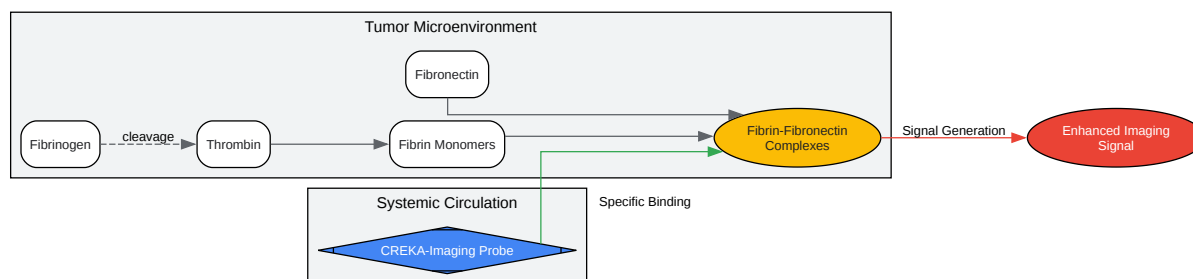 Tumor Microenvironment
Fibronectin
Fibrinogen
cleavage
Thrombin
Fibrin Monomers
Fibrin-Fibronectin
Complexes
Signal Generation
Enhanced Imaging
Signal
Systemic Circulation
Specific Binding
CREKA-Imaging Probe